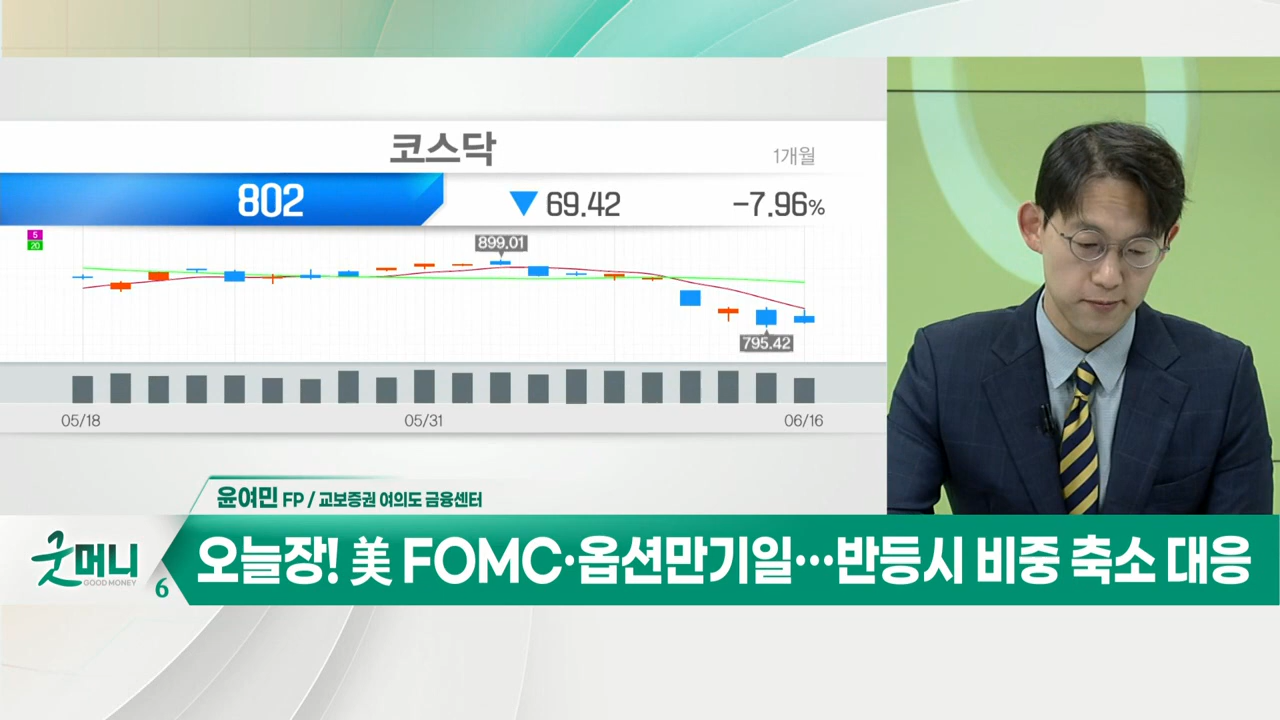 코스닥
1개월
802 ▼ 69.42 -7.96%
5
20
899.01
795.42
05/18 05/31 06/16
윤여민 FP / 교보증권 여의도 금융센터
굿머니 GOOD MONEY 6
오늘장! 美 FOMC·옵션만기일…반등시 비중 축소 대응